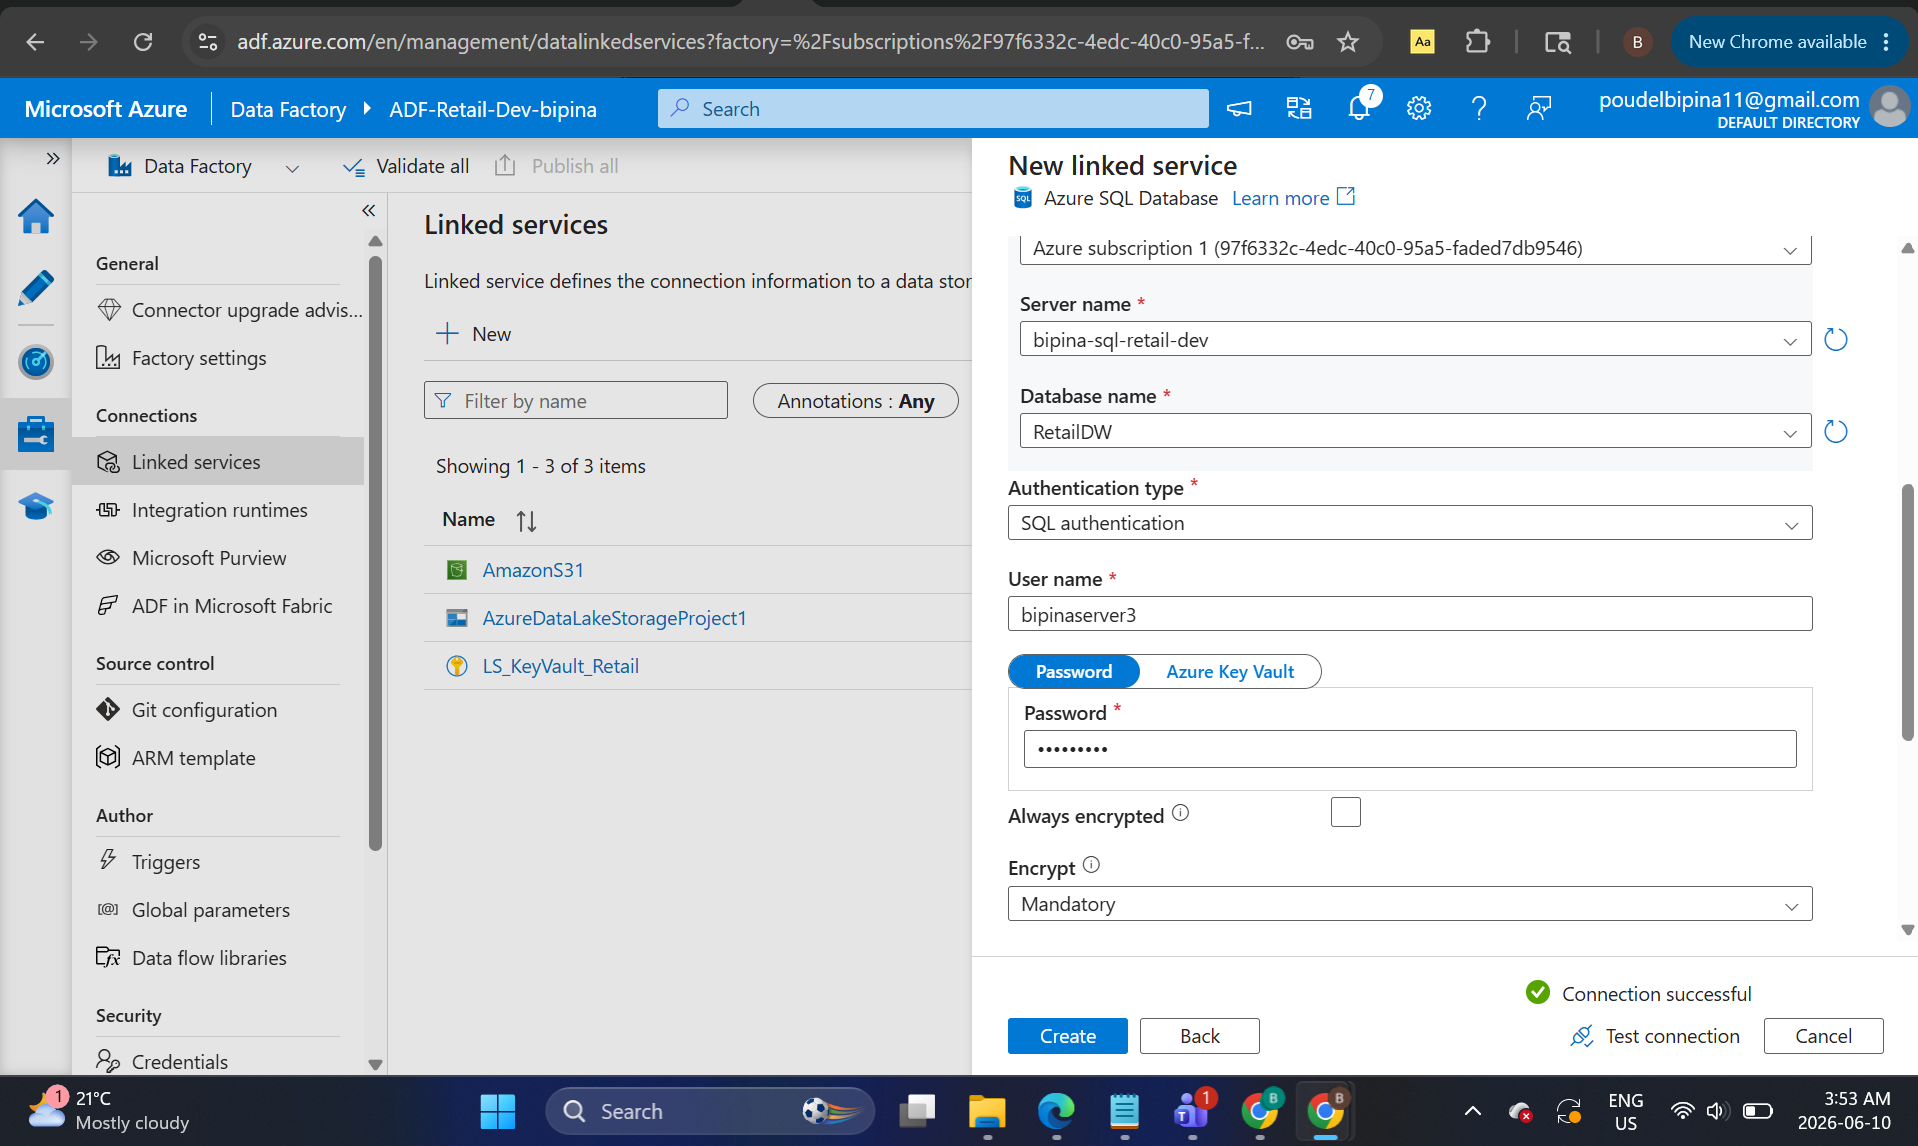 adf.azure.com/en/management/datalinkedservices?factory=%2Fsubscriptions%2F97f6332c-4edc-40c0-95a5-f...
Aa
B
New Chrome available
Microsoft Azure
Data Factory
ADF-Retail-Dev-bipina
Search
7
poudelbipina11@gmail.com
DEFAULT DIRECTORY
Data Factory
Validate all
Publish all
General
Connector upgrade advis...
Factory settings
Connections
Linked services
Integration runtimes
Microsoft Purview
ADF in Microsoft Fabric
Source control
Git configuration
ARM template
Author
Triggers
Global parameters
Data flow libraries
Security
Credentials
Linked services
Linked service defines the connection information to a data stor
New
Filter by name
Annotations : Any
Showing 1 - 3 of 3 items
Name
AmazonS31
AzureDataLakeStorageProject1
LS_KeyVault_Retail
New linked service
SQL
Azure SQL Database
Learn more
Azure subscription 1 (97f6332c-4edc-40c0-95a5-faded7db9546)
Server name *
bipina-sql-retail-dev
Database name *
RetailDW
Authentication type *
SQL authentication
User name *
bipinaserver3
Password
Azure Key Vault
Password *
•••••••••
Always encrypted
Encrypt
Mandatory
Connection successful
Create
Back
Test connection
Cancel
1
21°C
Mostly cloudy
Search
T
1
B
B
ENG
US
3:53 AM
2026-06-10